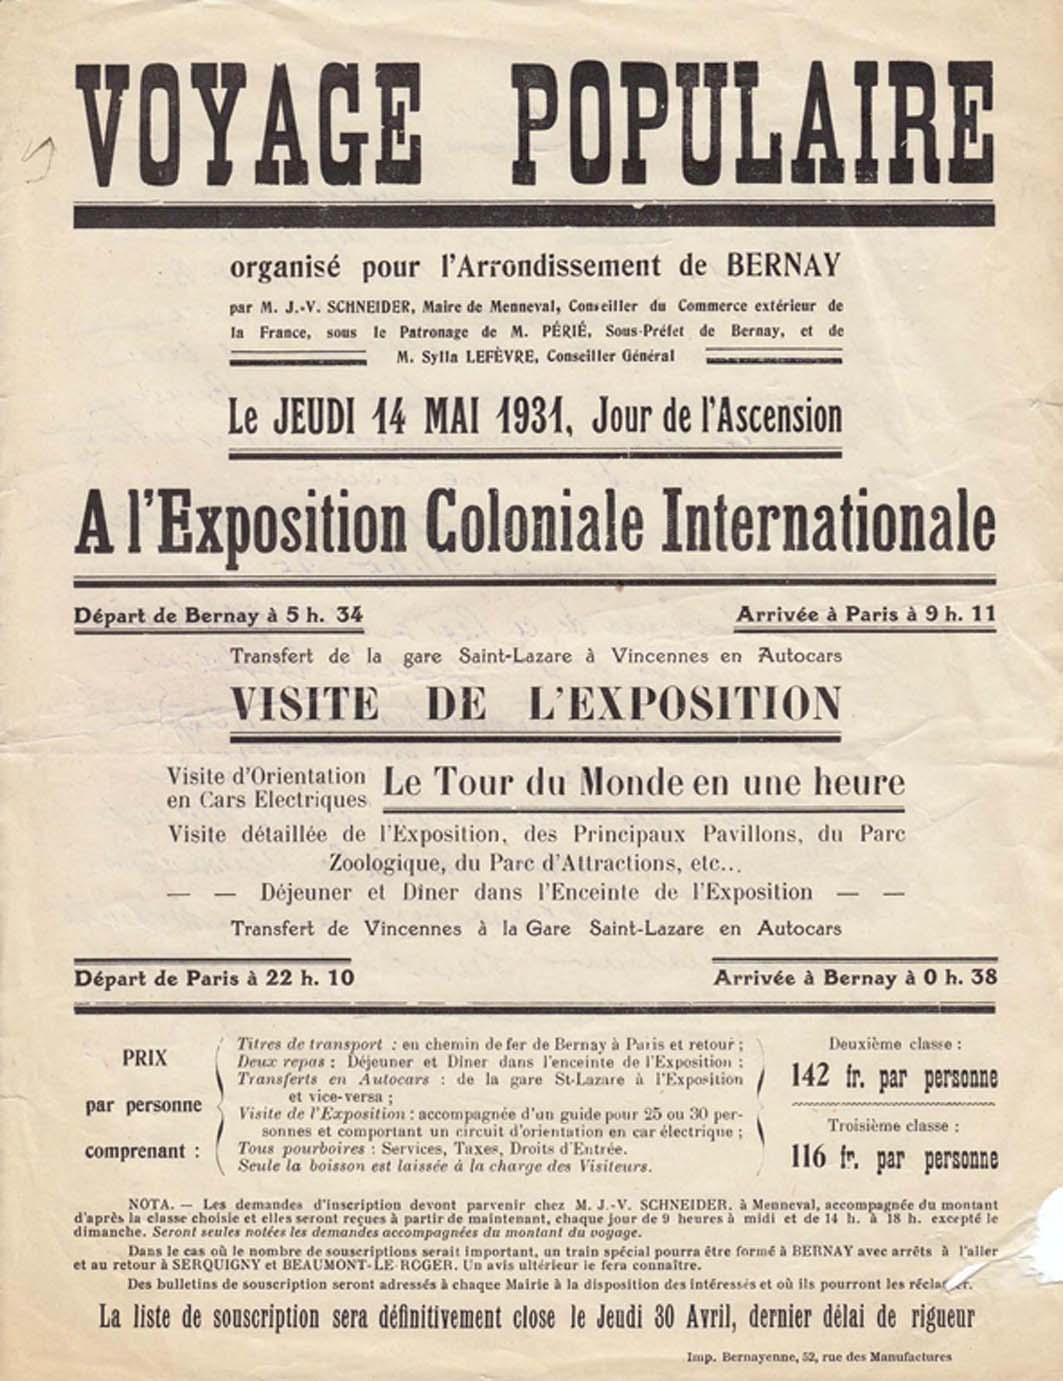 VOYAGE POPULAIRE
organisé pour l'Arrondissement de BERNAY
par M. J.-V. SCHNEIDER, Maire de Menneval, Conseiller du Commerce extérieur de
la France, sous le Patronage de M. PÉRIÉ, Sous-Préfet de Bernay, et de
M. Sylla LEFÈVRE, Conseiller Général
Le JEUDI 14 MAI 1931, Jour de l'Ascension
A l'Exposition Coloniale Internationale
Départ de Bernay à 5 h. 34
Arrivée à Paris à 9 h. 11
Transfert de la gare Saint-Lazare à Vincennes en Autocars
VISITE DE L'EXPOSITION
Visite d'Orientation
en Cars Electriques
Le Tour du Monde en une heure
Visite détaillée de l'Exposition, des Principaux Pavillons, du Parc
Zoologique, du Parc d'Attractions, etc...
— — Déjeuner et Dîner dans l'Enceinte de l'Exposition — —
Transfert de Vincennes à la Gare Saint-Lazare en Autocars
Départ de Paris à 22 h. 10
Arrivée à Bernay à 0 h. 38
PRIX
par personne
comprenant :
Titres de transport : en chemin de fer de Bernay à Paris et retour ;
Deux repas : Déjeuner et Dîner dans l'enceinte de l'Exposition ;
Transferts en Autocars : de la gare St-Lazare à l'Exposition
et vice-versa ;
Visite de l'Exposition : accompagnée d'un guide pour 25 ou 30 per-
sonnes et comportant un circuit d'orientation en car électrique ;
Tous pourboires : Services, Taxes, Droits d'Entrée.
Seule la boisson est laissée à la charge des Visiteurs.
Deuxième classe :
142 fr. par personne
Troisième classe :
116 fr. par personne
NOTA. — Les demandes d'inscription devont parvenir chez M. J.-V. SCHNEIDER, à Menneval, accompagnée du montant
d'après la classe choisie et elles seront reçues à partir de maintenant, chaque jour de 9 heures à midi et de 14 h. à 18 h. excepté le
dimanche. Seront seules notées les demandes accompagnées du montant du voyage.
Dans le cas où le nombre de souscriptions serait important, un train spécial pourra être formé à BERNAY avec arrêts à l'aller
et au retour à SERQUIGNY et BEAUMONT-LE-ROGER. Un avis ultérieur le fera connaître.
Des bulletins de souscription seront adressés à chaque Mairie à la disposition des intéressés et où ils pourront les
La liste de souscription sera définitivement close le Jeudi 30 Avril, dernier délai de rigueur
Imp. Bernayenne, 52, rue des Manufactures